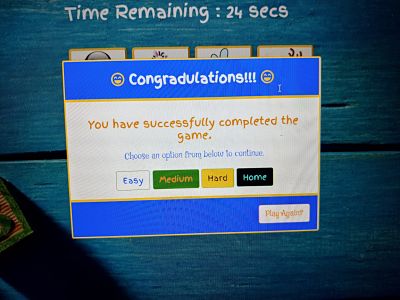 Time Remaining : 24 secs
😄 Congradulations!!! 😄
You have successfully completed the
game.
Choose an option from below to continue.
Easy Medium Hard Home
Play Again?